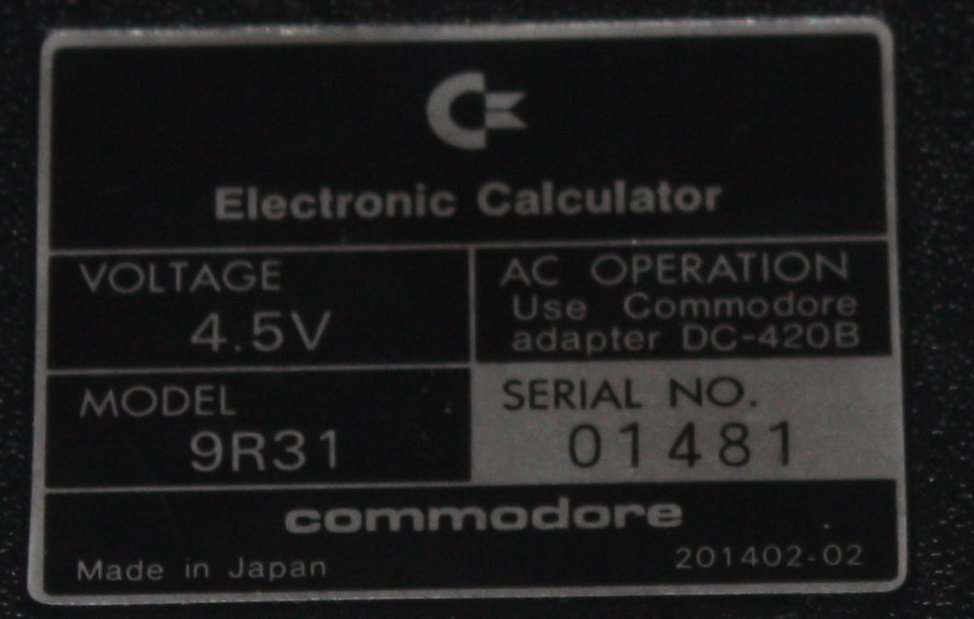 Electronic Calculator
VOLTAGE
4.5V
AC OPERATION
Use Commodore
adapter DC-420B
MODEL
9R31
SERIAL NO.
01481
commodore
Made in Japan
201402-02